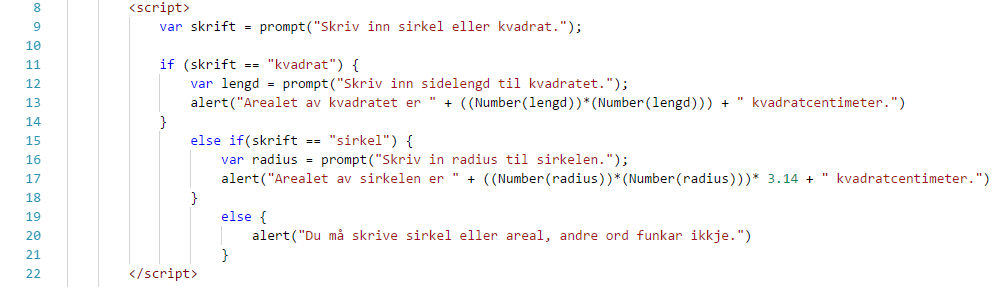 8 <script>
9 var skrift = prompt("Skriv inn sirkel eller kvadrat.");
10
11 if (skrift == "kvadrat") {
12 var lengd = prompt("Skriv inn sidelengd til kvadratet.");
13 alert("Arealet av kvadratet er " + ((Number(lengd))*(Number(lengd))) + " kvadratcentimeter.")
14 }
15 else if(skrift == "sirkel") {
16 var radius = prompt("Skriv in radius til sirkelen.");
17 alert("Arealet av sirkelen er " + ((Number(radius))*(Number(radius)))* 3.14 + " kvadratcentimeter.")
18 }
19 else {
20 alert("Du må skrive sirkel eller areal, andre ord funkar ikkje.")
21 }
22 </script>